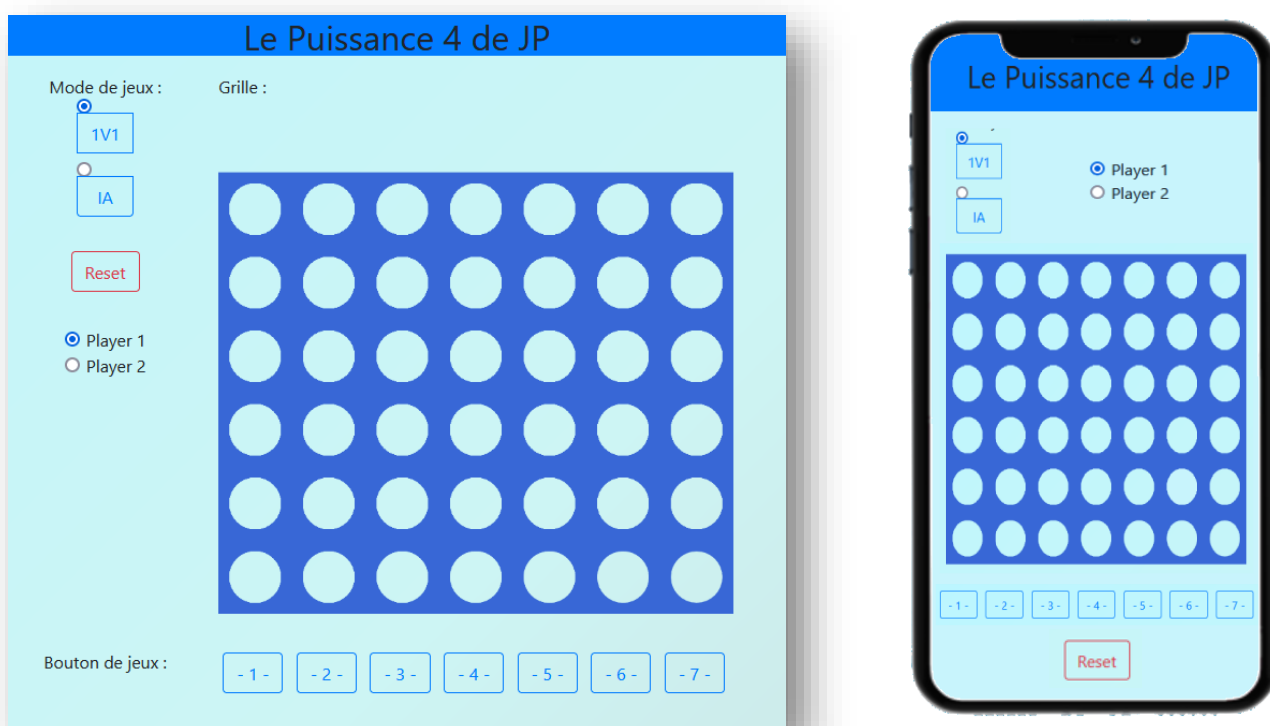 Le Puissance 4 de JP
Mode de jeux :
Grille :
1V1
IA
Reset
Player 1
Player 2
Bouton de jeux :
- 1 -
- 2 -
- 3 -
- 4 -
- 5 -
- 6 -
- 7 -
Le Puissance 4 de JP
1V1
IA
Player 1
Player 2
- 1 -
- 2 -
- 3 -
- 4 -
- 5 -
- 6 -
- 7 -
Reset